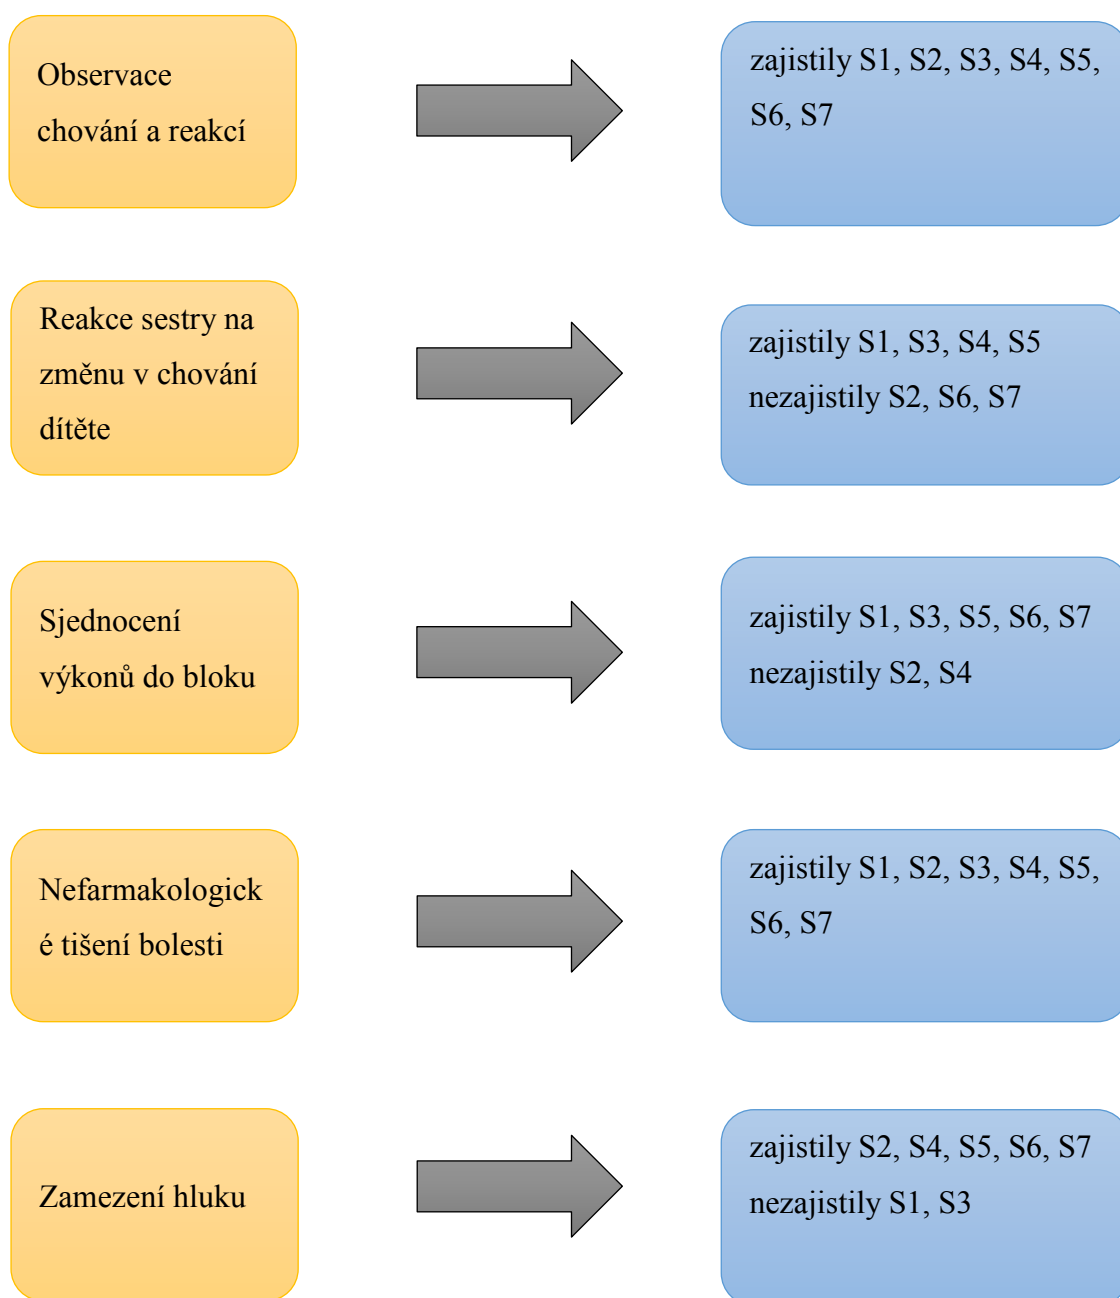 Observace
chování a reakcí
zajistily S1, S2, S3, S4, S5,
S6, S7
Reakce sestry na
změnu v chování
dítěte
zajistily S1, S3, S4, S5
nezajistily S2, S6, S7
Sjednocení
výkonů do bloku
zajistily S1, S3, S5, S6, S7
nezajistily S2, S4
Nefarmakologick
é tišení bolesti
zajistily S1, S2, S3, S4, S5,
S6, S7
Zamezení hluku
zajistily S2, S4, S5, S6, S7
nezajistily S1, S3